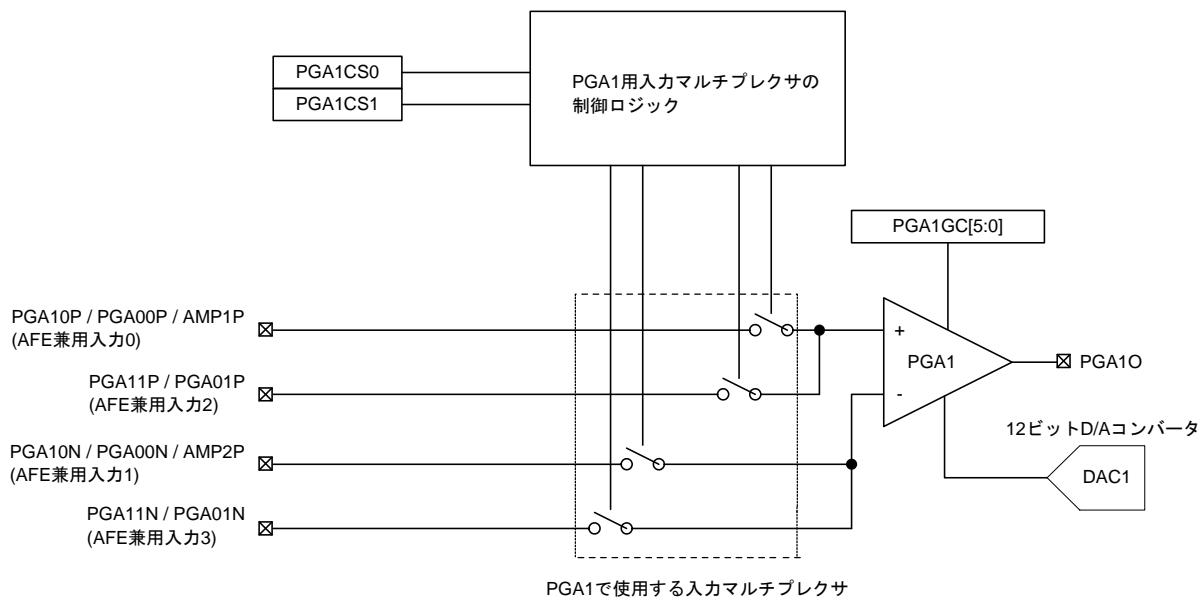 PGA1CS0
PGA1CS1
PGA1用入力マルチプレクサの
制御ロジック
PGA1GC[5:0]
PGA10P / PGA00P / AMP1P
(AFE兼用入力0)
PGA11P / PGA01P
(AFE兼用入力2)
PGA10N / PGA00N / AMP2P
(AFE兼用入力1)
PGA11N / PGA01N
(AFE兼用入力3)
+
PGA1
-
PGA1O
12ビットD/Aコンバータ
DAC1
PGA1で使用する入力マルチプレクサ